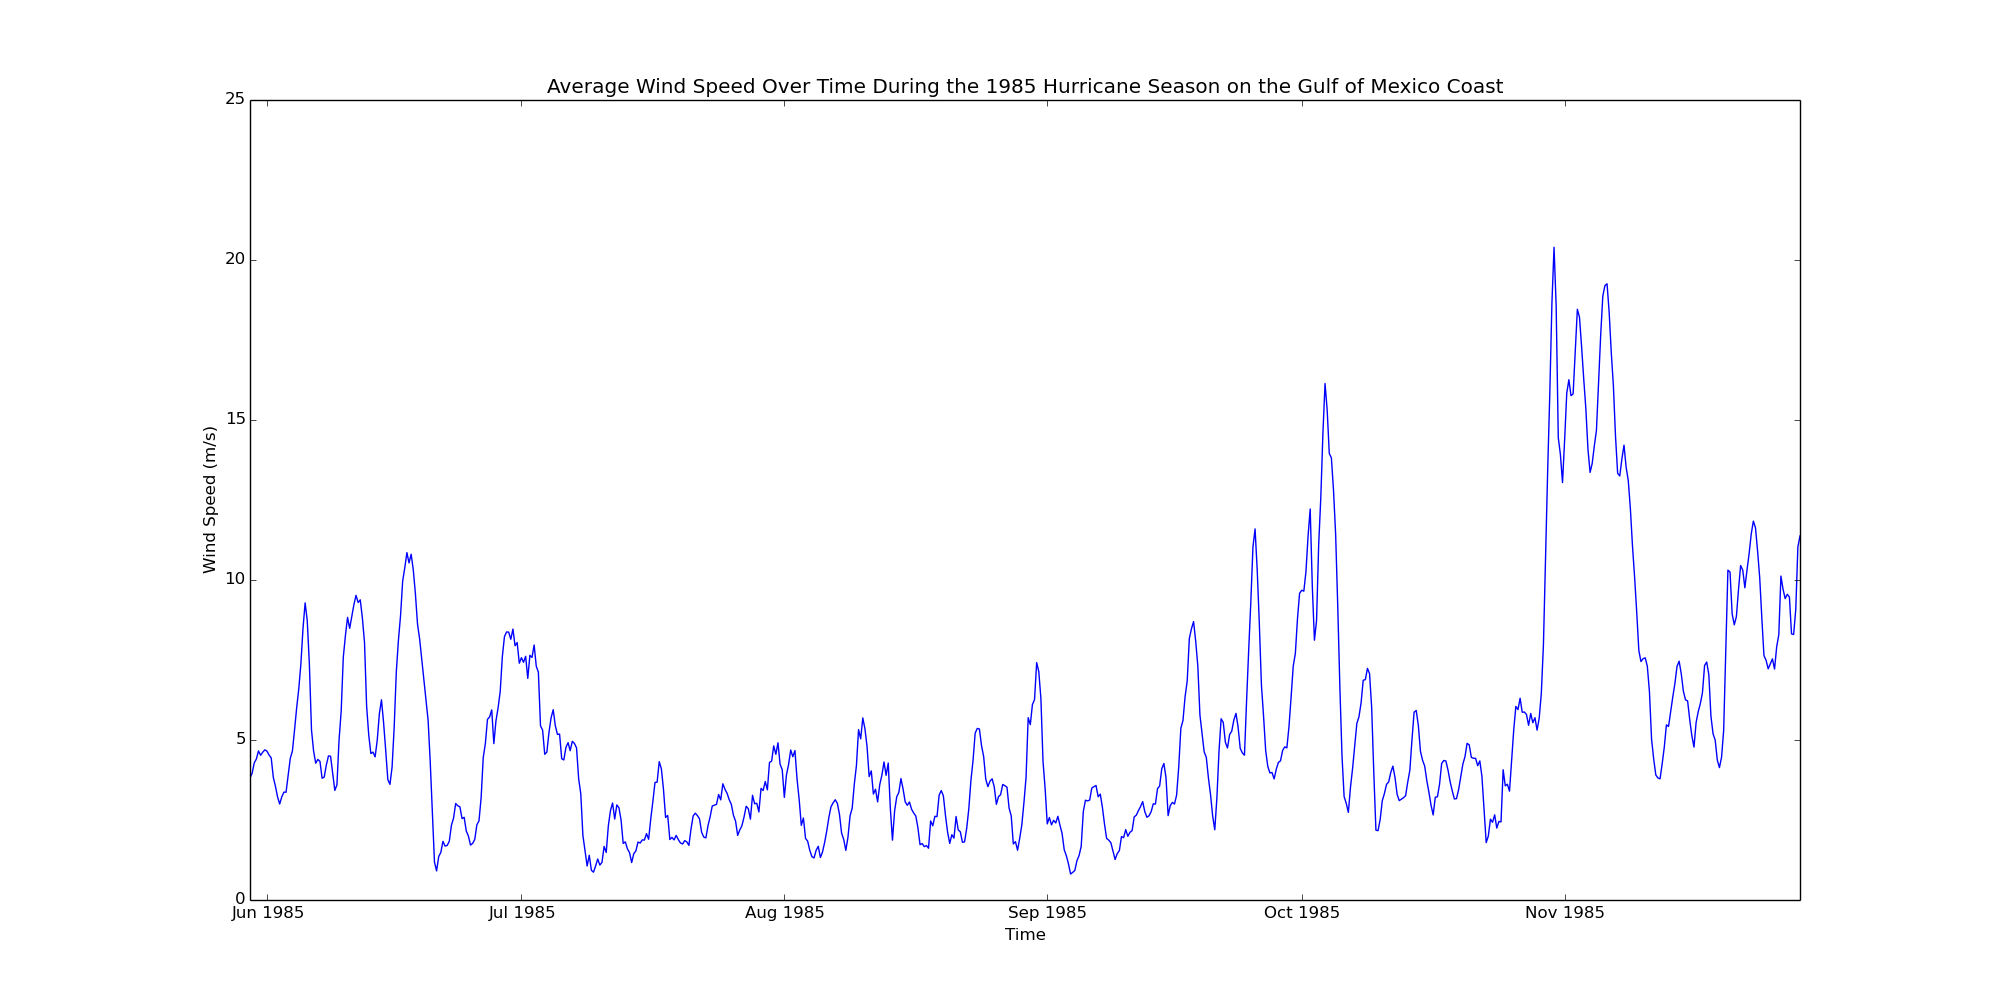 Average Wind Speed Over Time During the 1985 Hurricane Season on the Gulf of Mexico Coast
25
20
15
10
5
0
Wind Speed (m/s)
Jun 1985 Jul 1985 Aug 1985 Sep 1985 Oct 1985 Nov 1985
Time